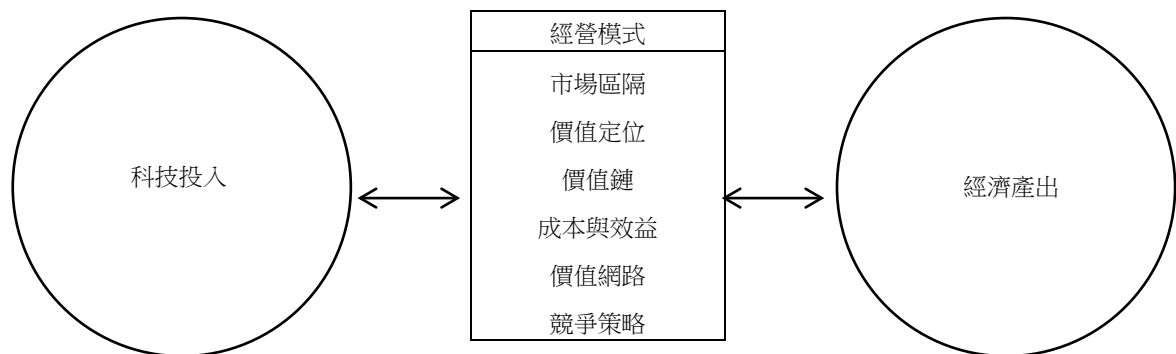 科技投入
經營模式
市場區隔
價值定位
價值鏈
成本與效益
價值網路
競爭策略
經濟產出